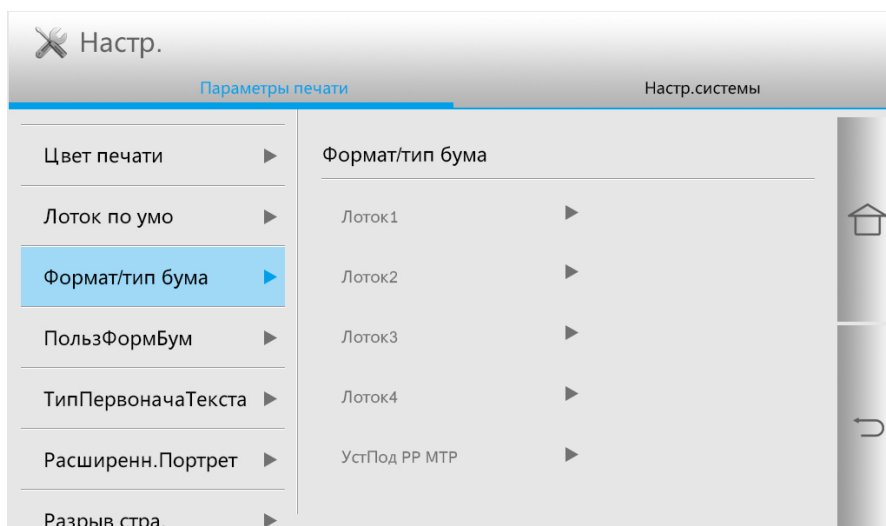 Настр.
Параметры печати
Настр.системы
Цвет печати
Лоток по умо
Формат/тип бума
ПользФормБум
ТипПервоначаТекста
Расширенн.Портрет
Разрыв стра.
Формат/тип бума
Лоток1
Лоток2
Лоток3
Лоток4
УстПод PP MTP